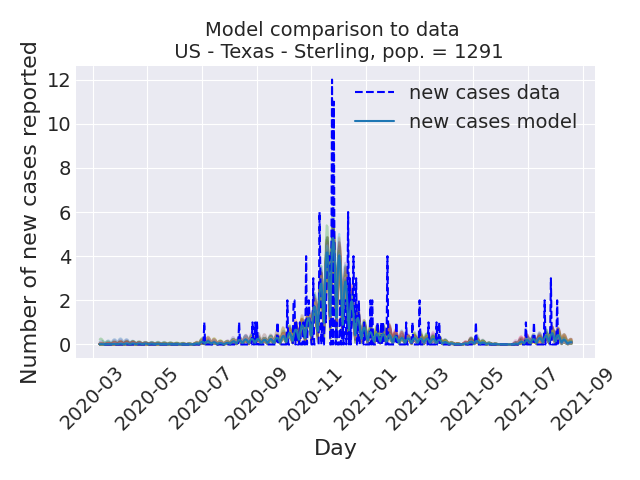 Model comparison to data
US - Texas - Sterling, pop. = 1291
Number of new cases reported
12
10
8
6
4
2
0
new cases data
new cases model
2020-03
2020-05
2020-07
2020-09
2020-11
2021-01
2021-03
2021-05
2021-07
2021-09
Day